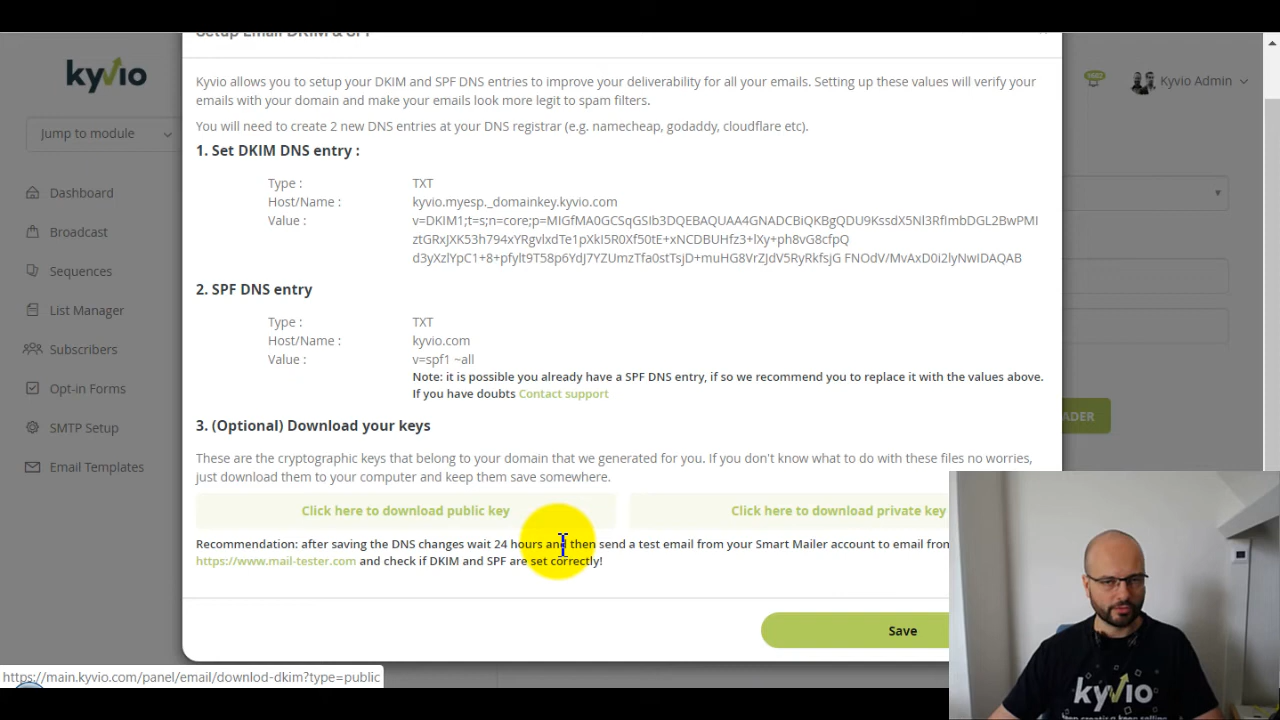 Setup Email DKIM & SPF
kyvio
Kyvio allows you to setup your DKIM and SPF DNS entries to improve your deliverability for all your emails. Setting up these values will verify your
emails with your domain and make your emails look more legit to spam filters.
Kyvio Admin
You will need to create 2 new DNS entries at your DNS registrar (e.g. namecheap, godaddy, cloudflare etc).
Jump to module
1. Set DKIM DNS entry :
Type : TXT
Dashboard
Host/Name : kyvio.myesp._domainkey.kyvio.com
Value : v=DKIM1;t=s;n=core;p=MIGfMA0GCSqGSIb3DQEBAQUAA4GNADCBiQKBgQDU9KssdX5Nl3RfImbDGL2BwPMI
Broadcast
ztGRxJXK53h794xYRgvlxdTe1pXkI5R0Xf50tE+xNCDBUHfz3+lXy+ph8vG8cfpQ
d3yXzlYpC1+8+pfylt9T58p6YdJ7YZUmzTfa0stTsjD+muHG8VrZJdV5RyRkfsjG FNOdV/MvAxD0i2lyNwIDAQAB
Sequences
2. SPF DNS entry
List Manager
Type : TXT
Host/Name : kyvio.com
Subscribers
Value : v=spf1 ~all
Note: it is possible you already have a SPF DNS entry, if so we recommend you to replace it with the values above.
If you have doubts Contact support
Opt-in Forms
ADER
3. (Optional) Download your keys
SMTP Setup
These are the cryptographic keys that belong to your domain that we generated for you. If you don't know what to do with these files no worries,
just download them to your computer and keep them save somewhere.
Email Templates
Click here to download public key
Click here to download private key
Recommendation: after saving the DNS changes wait 24 hours and then send a test email from your Smart Mailer account to email from
https://www.mail-tester.com and check if DKIM and SPF are set correctly!
Save
https://main.kyvio.com/panel/email/downlod-dkim?type=public
kyvio